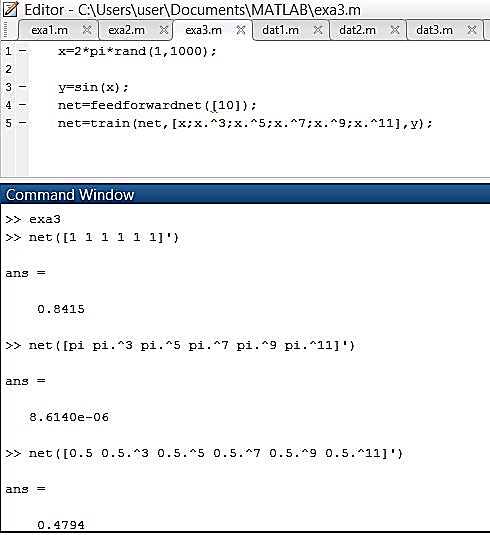 Editor - C:\Users\user\Documents\MATLAB\exa3.m
exa1.m exa2.m exa3.m dat1.m dat2.m dat3.m
1 - x=2*pi*rand(1,1000);
2
3 - y=sin(x);
4 - net=feedforwardnet([10]);
5 - net=train(net,[x;x.^3;x.^5;x.^7;x.^9;x.^11],y);
Command Window
>> exa3
>> net([1 1 1 1 1 1]')
ans =
0.8415
>> net([pi pi.^3 pi.^5 pi.^7 pi.^9 pi.^11]')
ans =
8.6140e-06
>> net([0.5 0.5.^3 0.5.^5 0.5.^7 0.5.^9 0.5.^11]')
ans =
0.4794